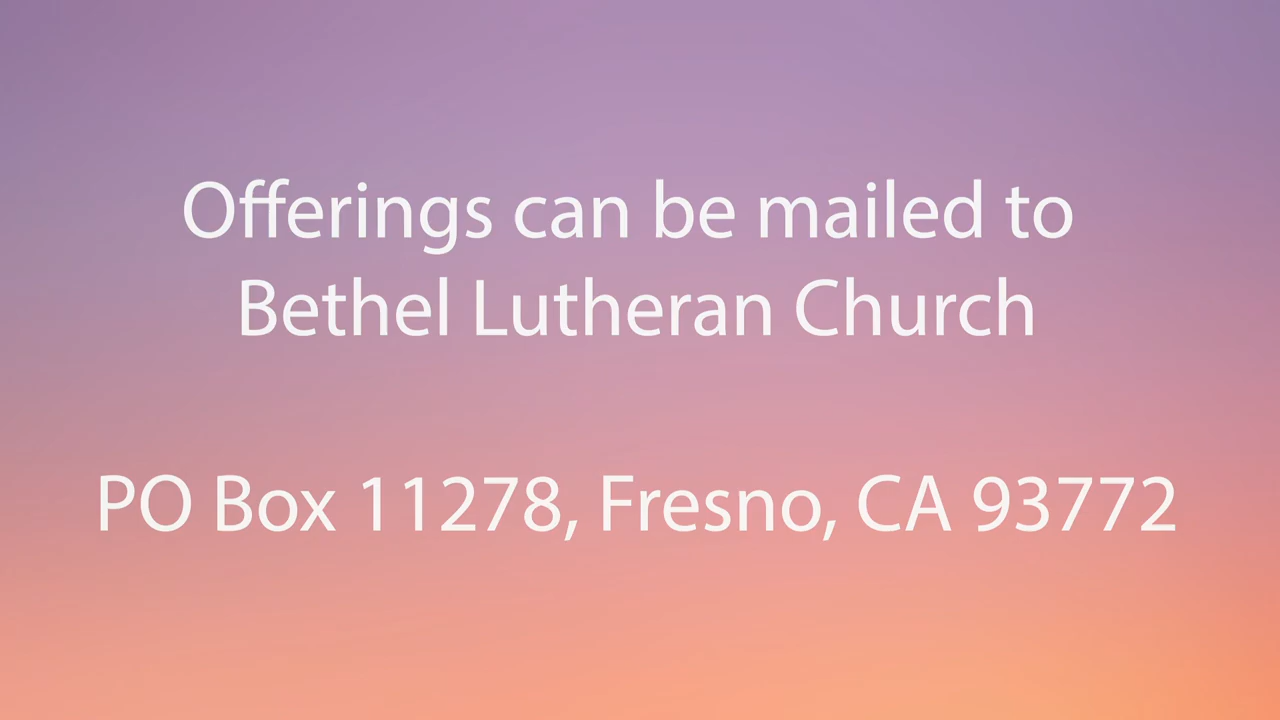 Offerings can be mailed to
Bethel Lutheran Church
PO Box 11278, Fresno, CA 93772